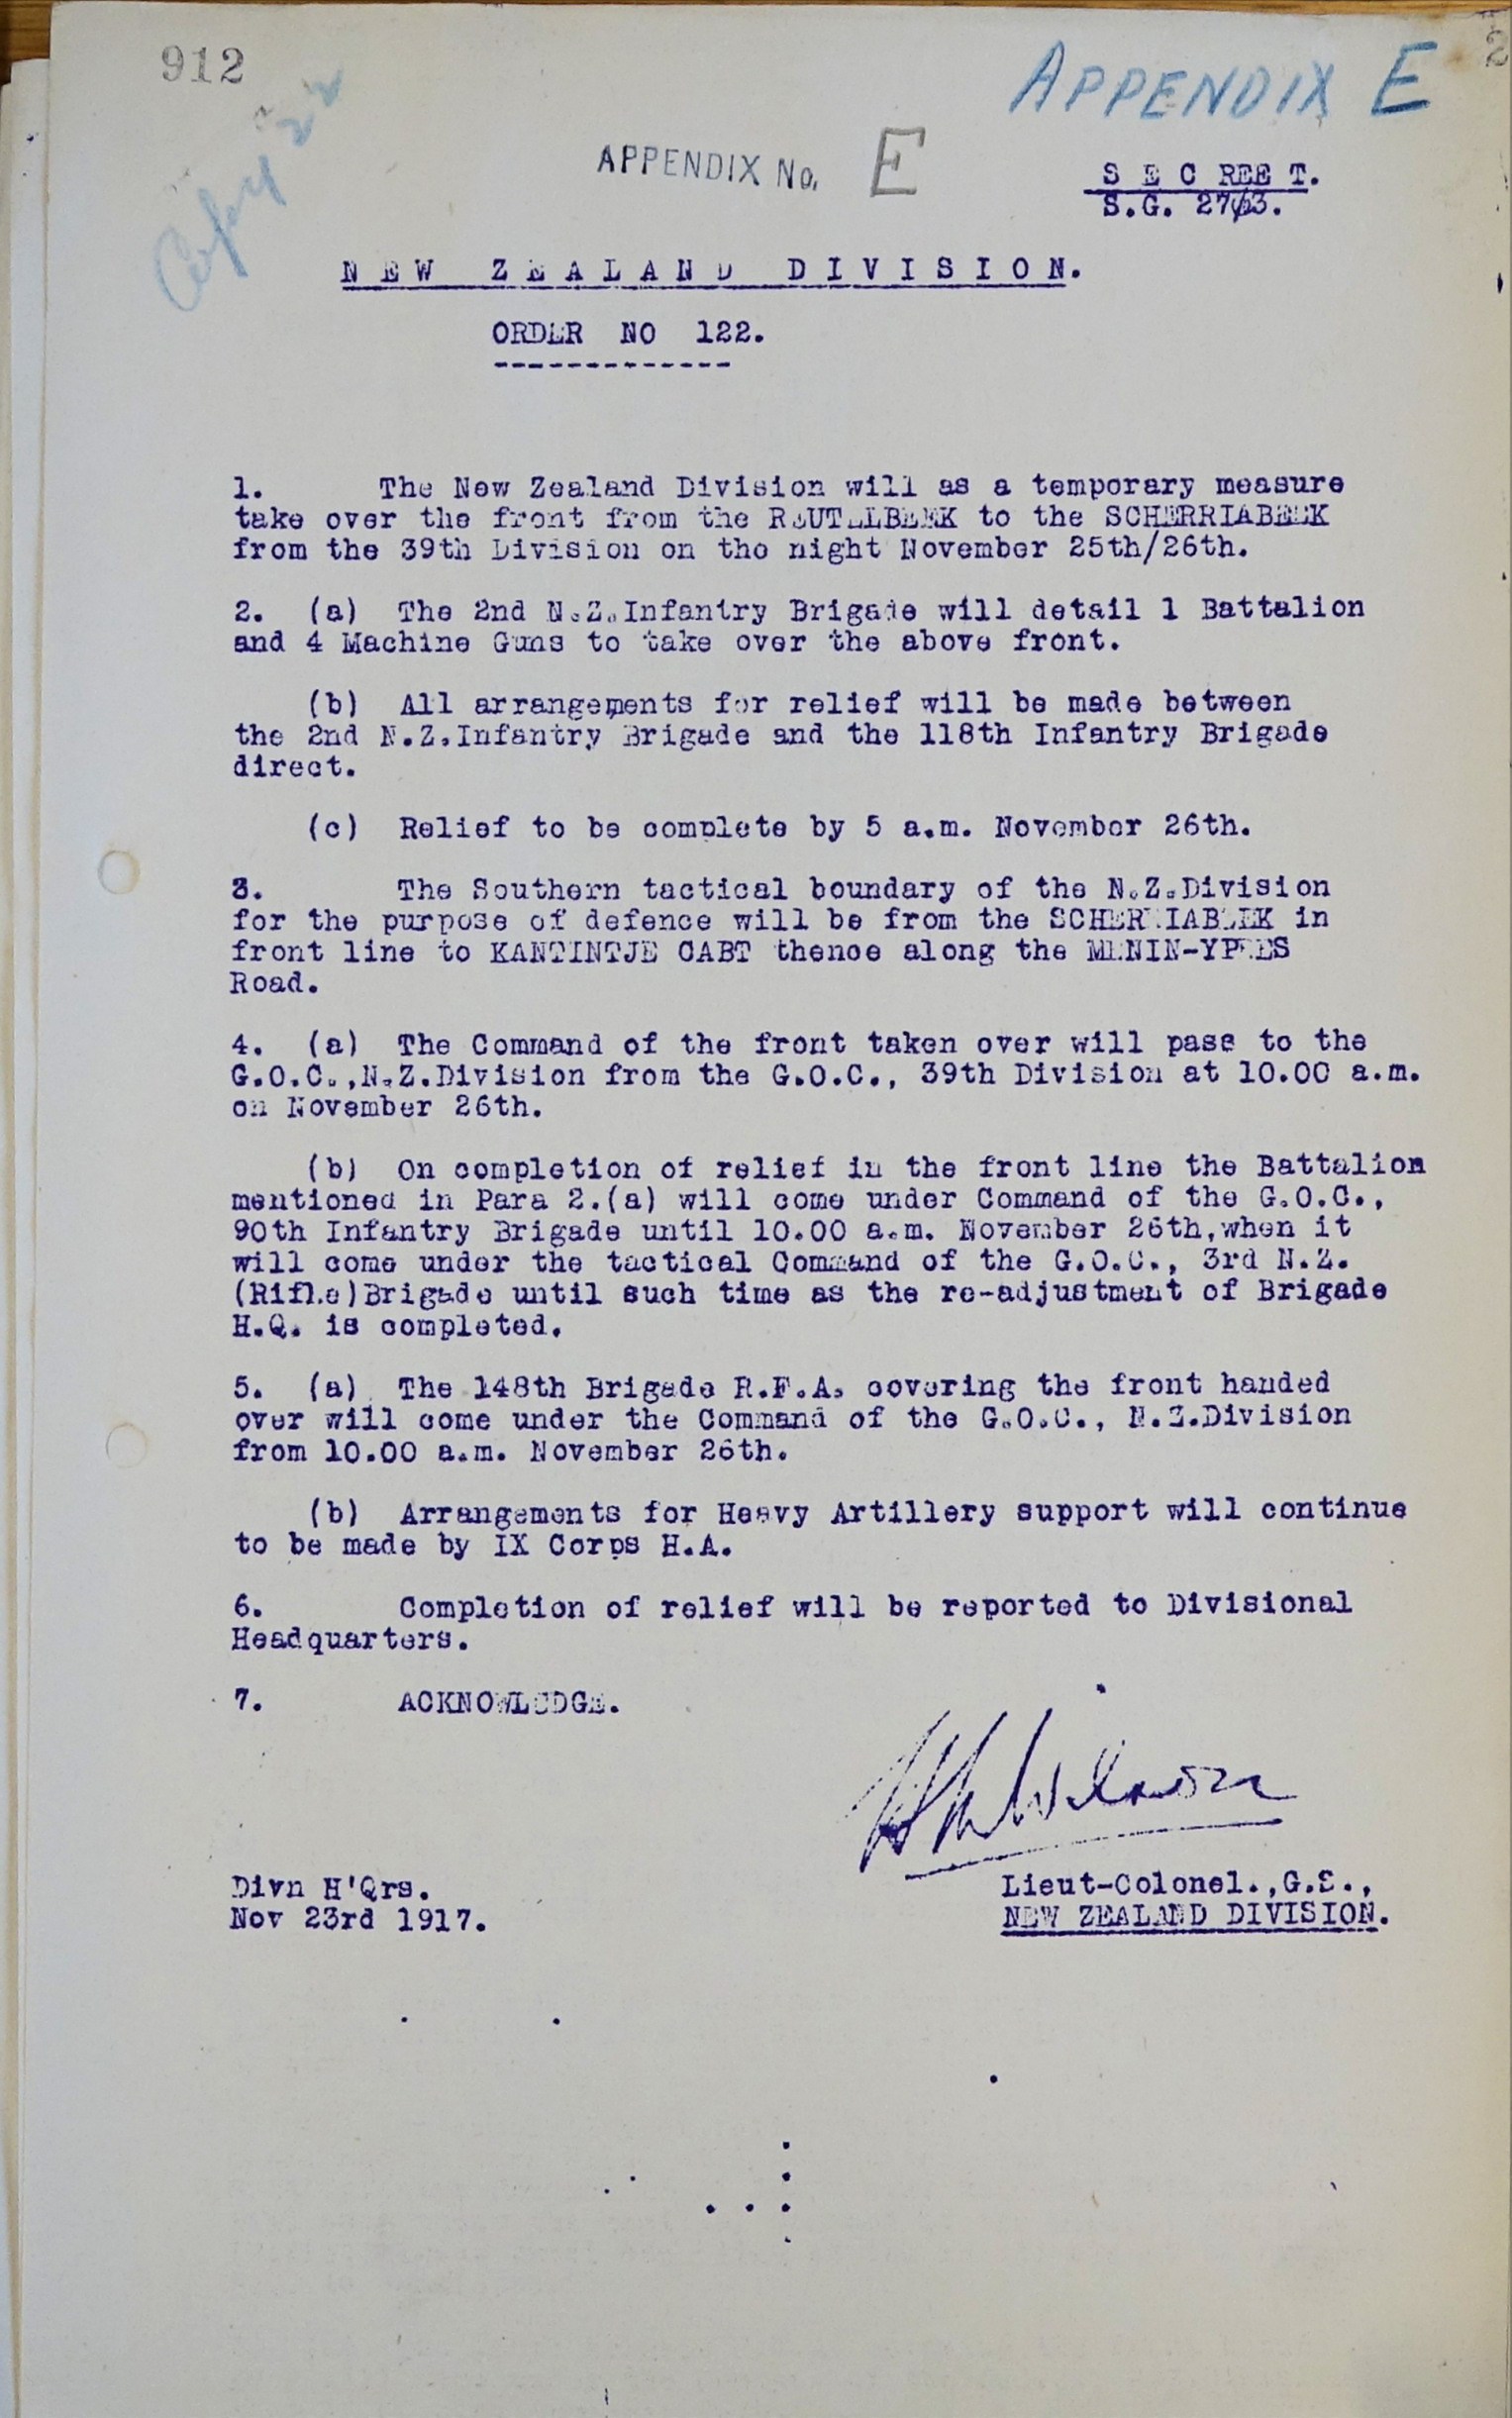 912
APPENDIX E
2
Copy 22
APPENDIX No. E
S E C REE T.
S.G. 27/63.
N E W Z E A L A N D D I V I S I O N.
ORDER NO 122.
-------------
1. The New Zealand Division will as a temporary measure
take over the front from the REUTELBEEK to the SCHERRIABEEK
from the 39th Division on the night November 25th/26th.
2. (a) The 2nd N.Z.Infantry Brigade will detail 1 Battalion
and 4 Machine Guns to take over the above front.
(b) All arrangements for relief will be made between
the 2nd N.Z.Infantry Brigade and the 118th Infantry Brigade
direct.
(c) Relief to be complete by 5 a.m. November 26th.
3. The Southern tactical boundary of the N.Z.Division
for the purpose of defence will be from the SCHERRIABEEK in
front line to KANTINTJE CABT thence along the MENIN-YPRES
Road.
4. (a) The Command of the front taken over will pass to the
G.O.C.,N.Z.Division from the G.O.C., 39th Division at 10.00 a.m.
on November 26th.
(b) On completion of relief in the front line the Battalion
mentioned in Para 2.(a) will come under Command of the G.O.C.,
90th Infantry Brigade until 10.00 a.m. November 26th,when it
will come under the tactical Command of the G.O.C., 3rd N.Z.
(Rifle)Brigade until such time as the re-adjustment of Brigade
H.Q. is completed.
5. (a) The 148th Brigade R.F.A. covering the front handed
over will come under the Command of the G.O.C., N.Z.Division
from 10.00 a.m. November 26th.
(b) Arrangements for Heavy Artillery support will continue
to be made by IX Corps H.A.
6. Completion of relief will be reported to Divisional
Headquarters.
7. ACKNOWLEDGE.
Wilson
Divn H'Qrs.
Nov 23rd 1917.
Lieut-Colonel.,G.S.,
NEW ZEALAND DIVISION.